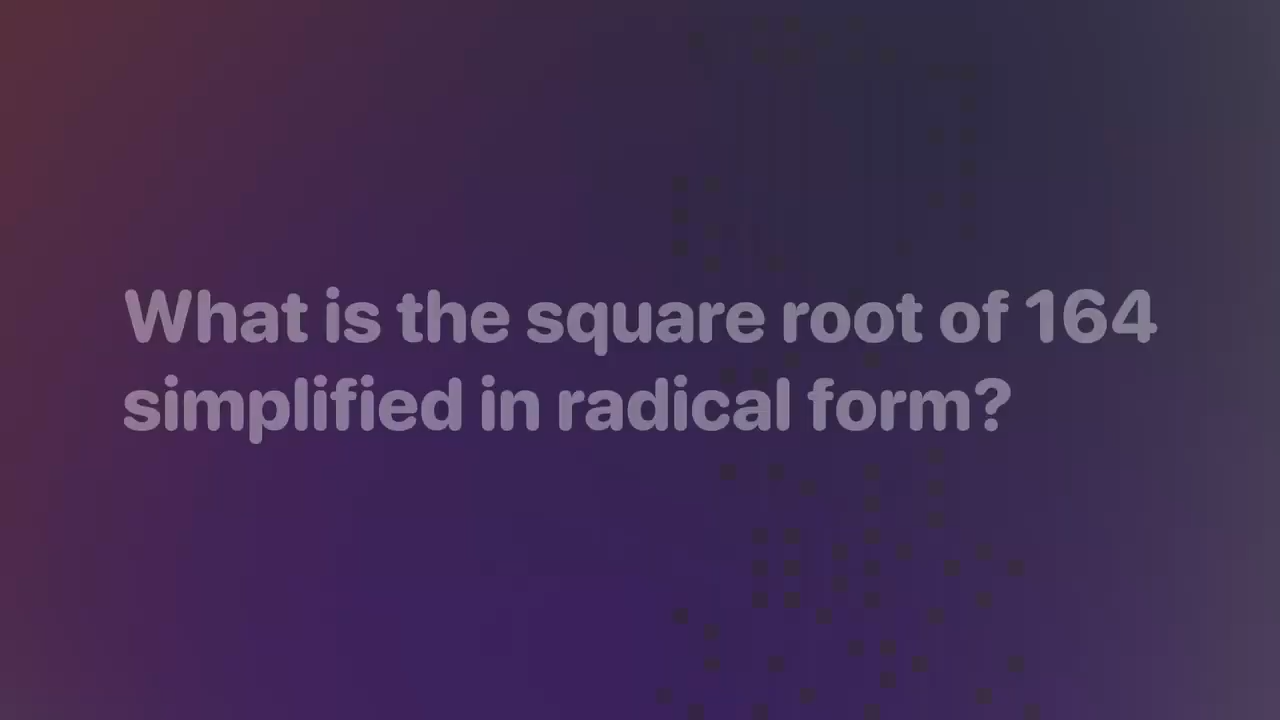 What is the square root of 164
simplified in radical form?